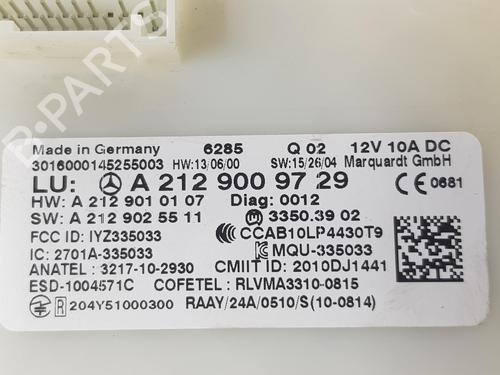 B-PARTS
Made in Germany 6285 Q 02 12V 10A DC
3016000145255003 HW:13/06/00 SW:15/26/04 Marquardt GmbH
LU: A 212 900 97 29 CE 0681
HW: A 212 901 01 07 Diag: 0012
SW: A 212 902 55 11 3350.3902
FCC ID: IYZ335033 CCAB10LP4430T9
IC: 2701A-335033 MQU-335033
ANATEL : 3217-10-2930 CMIIT ID: 2010DJ1441
ESD-1004571C COFETEL: RLVMA3310-0815
R 204Y51000300 RAAY/24A/0510/S(10-0814)